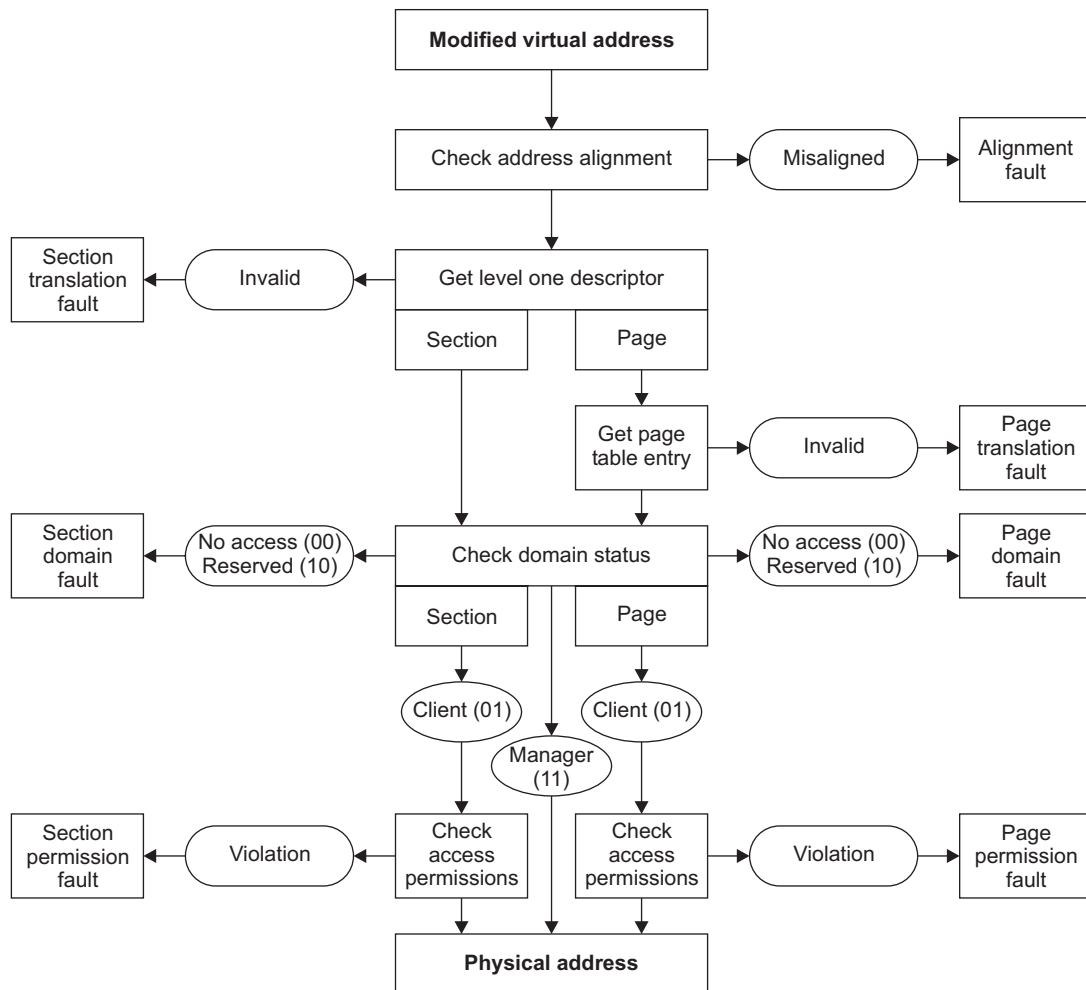 Modified virtual address
Check address alignment
Misaligned
Alignment
fault
Section
translation
fault
Invalid
Get level one descriptor
Section
Page
Get page
table entry
Invalid
Page
translation
fault
Section
domain
fault
No access (00)
Reserved (10)
Check domain status
No access (00)
Reserved (10)
Page
domain
fault
Section
Page
Client (01)
Client (01)
Manager
(11)
Section
permission
fault
Violation
Check
access
permissions
Check
access
permissions
Violation
Page
permission
fault
Physical address